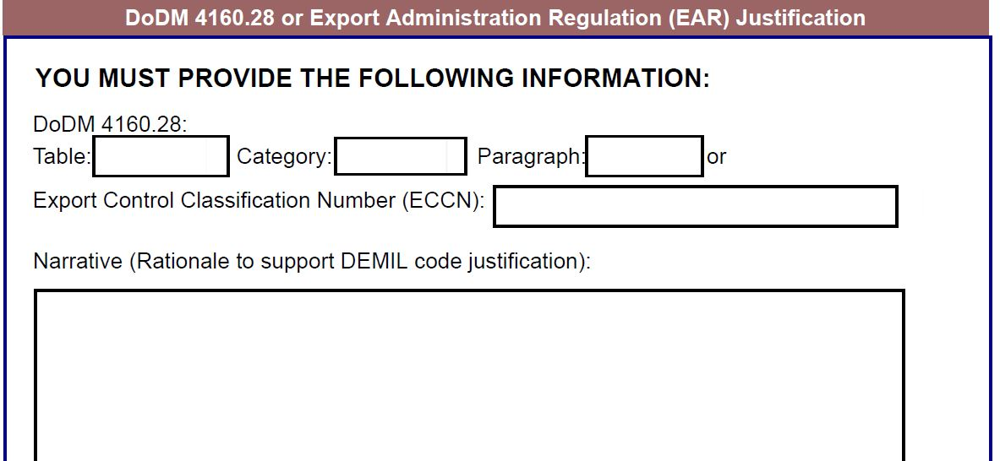 DoDM 4160.28 or Export Administration Regulation (EAR) Justification
YOU MUST PROVIDE THE FOLLOWING INFORMATION:
DoDM 4160.28:
Table: Category: Paragraph: or
Export Control Classification Number (ECCN):
Narrative (Rationale to support DEMIL code justification):